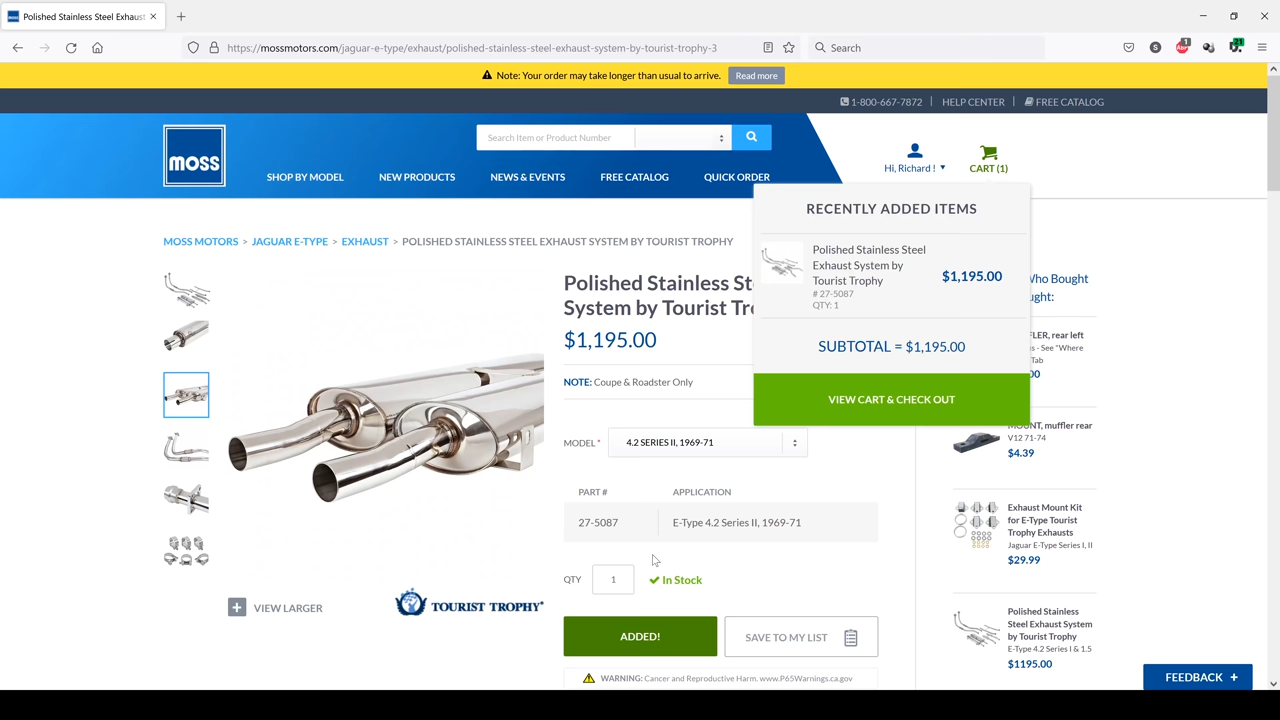 Polished Stainless Steel Exhaust
https://mossmotors.com/jaguar-e-type/exhaust/polished-stainless-steel-exhaust-system-by-tourist-trophy-3
Search
1
21
S
Note: Your order may take longer than usual to arrive. Read more
1-800-667-7872 | HELP CENTER | FREE CATALOG
moss
Search Item or Product Number
Hi, Richard !
CART (1)
SHOP BY MODEL NEW PRODUCTS NEWS & EVENTS FREE CATALOG QUICK ORDER
RECENTLY ADDED ITEMS
Polished Stainless Steel
Exhaust System by
Tourist Trophy
$1,195.00
# 27-5087
QTY: 1
SUBTOTAL = $1,195.00
VIEW CART & CHECK OUT
MOSS MOTORS > JAGUAR E-TYPE > EXHAUST > POLISHED STAINLESS STEEL EXHAUST SYSTEM BY TOURIST TROPHY
Polished Stainless St
System by Tourist Tr
$1,195.00
NOTE: Coupe & Roadster Only
MODEL * 4.2 SERIES II, 1969-71
PART # APPLICATION
27-5087 E-Type 4.2 Series II, 1969-71
QTY 1 In Stock
ADDED! SAVE TO MY LIST
WARNING: Cancer and Reproductive Harm. www.P65Warnings.ca.gov
+ VIEW LARGER
TOURIST TROPHY
Who Bought
ught:
FLER, rear left
us - See "Where
Tab
00
MOUNT, muffler rear
V12 71-74
$4.39
Exhaust Mount Kit
for E-Type Tourist
Trophy Exhausts
Jaguar E-Type Series I, II
$29.99
Polished Stainless Steel
Exhaust System
by Tourist Trophy
E-Type 4.2 Series I & 1.5
$1195.00
FEEDBACK +